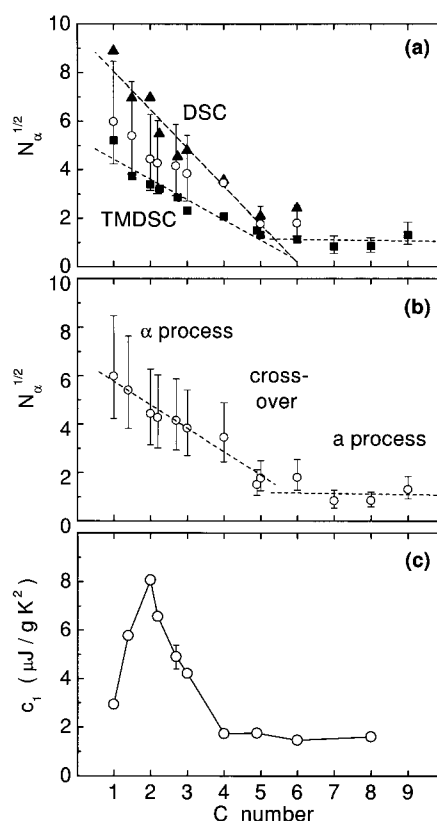 (a)
10
8
6
4
2
0
N_α^1/2
DSC
TMDSC
(b)
10
8
6
4
2
0
N_α^1/2
α process
cross-
over
a process
(c)
8
6
4
2
0
c_1 ( μJ / g K^2 )
1 2 3 4 5 6 7 8 9
C number